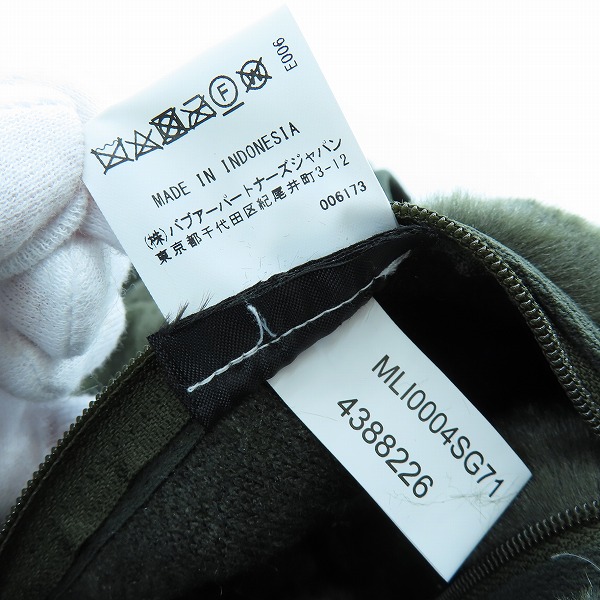 E006
F W
MADE IN INDONESIA
(株)バブアーパートナーズジャパン
東京都千代田区紀尾井町3-12
006173
MLI0004SG71
4388226